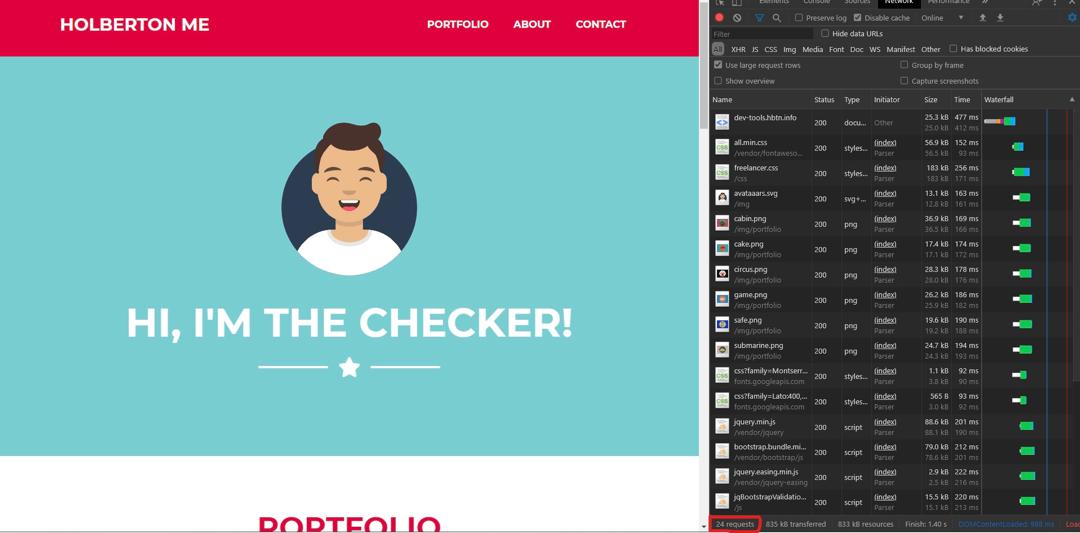 HOLBERTON ME
PORTFOLIO ABOUT CONTACT
HI, I'M THE CHECKER!
PORTFOLIO
Elements Console Sources Network
Preserve log Disable cache Online
Filter Hide data URLs
All XHR JS CSS Img Media Font Doc WS Manifest Other Has blocked cookies
Use large request rows Group by frame
Show overview Capture screenshots
Name Status Type Initiator Size Time Waterfall
dev-tools.hbtn.info 200 docu... Other 25.3 kB 477 ms
25.0 kB 412 ms
all.min.css 200 styles... (index) 56.9 kB 152 ms
/vendor/fontaweso... Parser 56.5 kB 93 ms
freelancer.css 200 styles... (index) 183 kB 256 ms
/css Parser 183 kB 171 ms
avataaars.svg 200 svg+... (index) 13.1 kB 163 ms
/img Parser 12.8 kB 161 ms
cabin.png 200 png (index) 36.9 kB 169 ms
/img/portfolio Parser 36.5 kB 166 ms
cake.png 200 png (index) 17.4 kB 174 ms
/img/portfolio Parser 17.1 kB 172 ms
circus.png 200 png (index) 28.3 kB 178 ms
/img/portfolio Parser 28.0 kB 176 ms
game.png 200 png (index) 26.2 kB 186 ms
/img/portfolio Parser 25.9 kB 182 ms
safe.png 200 png (index) 19.6 kB 190 ms
/img/portfolio Parser 19.2 kB 188 ms
submarine.png 200 png (index) 24.7 kB 194 ms
/img/portfolio Parser 24.3 kB 193 ms
css?family=Montserr... 200 styles... (index) 1.1 kB 92 ms
fonts.googleapis.com Parser 3.8 kB 90 ms
css?family=Lato:400,... 200 styles... (index) 565 B 93 ms
fonts.googleapis.com Parser 3.0 kB 92 ms
jquery.min.js 200 script (index) 88.6 kB 201 ms
/vendor/jquery Parser 88.1 kB 190 ms
bootstrap.bundle.mi... 200 script (index) 79.0 kB 212 ms
/vendor/bootstrap/js Parser 78.6 kB 201 ms
jquery.easing.min.js 200 script (index) 2.9 kB 222 ms
/vendor/jquery-easing Parser 2.5 kB 216 ms
jqBootstrapValidatio... 200 script (index) 15.5 kB 220 ms
/js Parser 15.1 kB 213 ms
24 requests 835 kB transferred 833 kB resources Finish: 1.40 s DOMContentLoaded: 988 ms Loa